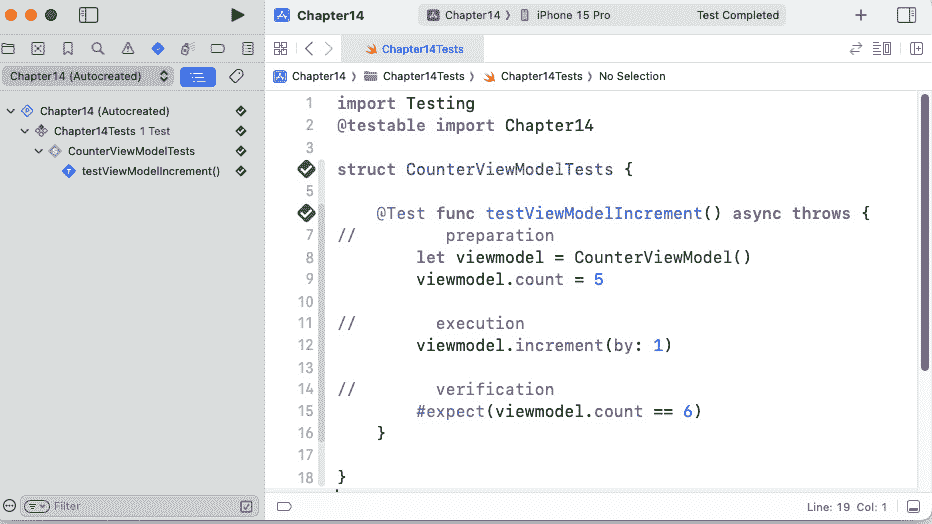 Chapter14
Chapter14 ⟩ iPhone 15 Pro Test Completed
Chapter14Tests
Chapter14 (Autocreated)
Chapter14 ⟩ Chapter14Tests ⟩ Chapter14Tests ⟩ No Selection
Chapter14 (Autocreated)
Chapter14Tests 1 Test
CounterViewModelTests
T testViewModelIncrement()
1 import Testing
2 @testable import Chapter14
3
struct CounterViewModelTests {
5
@Test func testViewModelIncrement() async throws {
7 // preparation
8 let viewmodel = CounterViewModel()
9 viewmodel.count = 5
10
11 // execution
12 viewmodel.increment(by: 1)
13
14 // verification
15 #expect(viewmodel.count == 6)
16 }
17
18 }
Filter
Line: 19 Col: 1